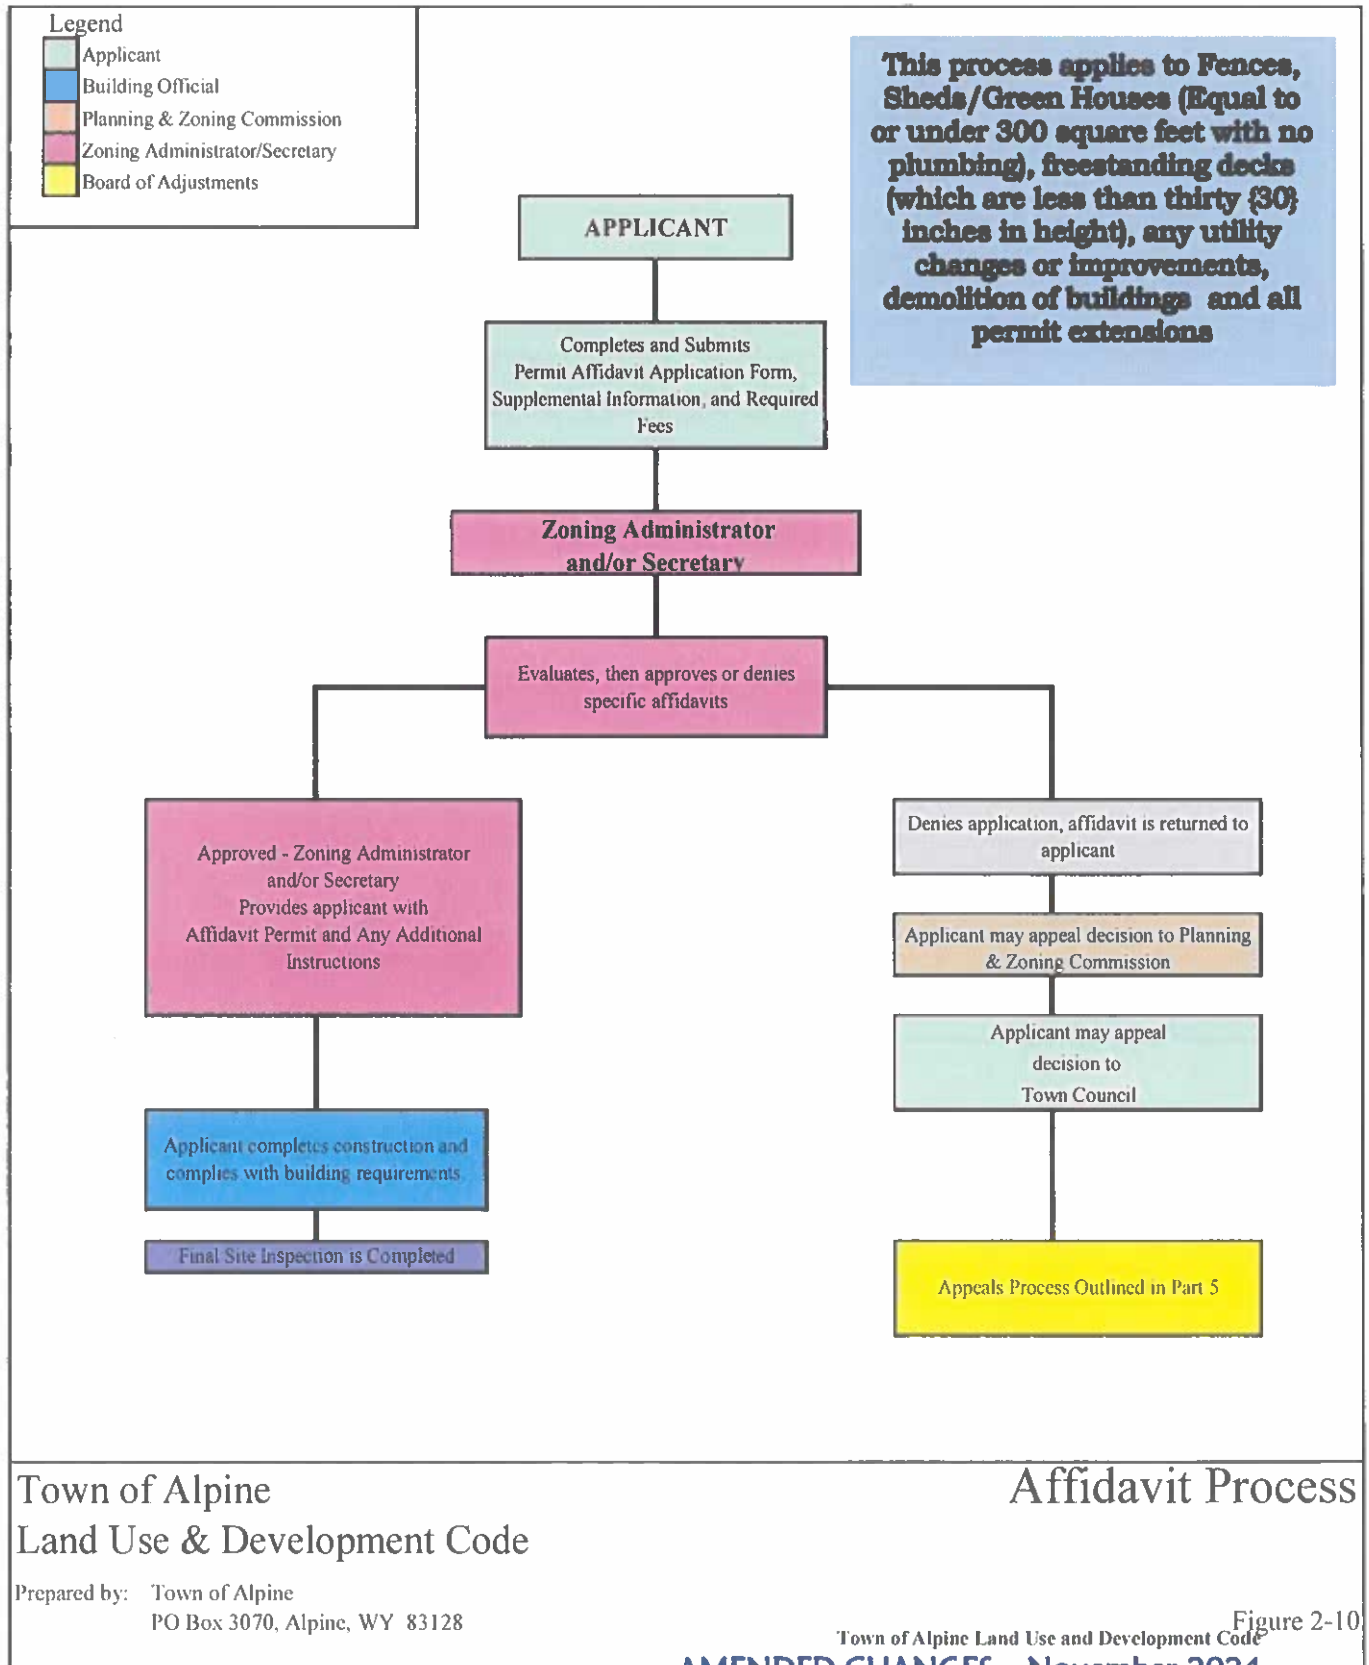 Legend
Applicant
Building Official
Planning & Zoning Commission
Zoning Administrator/Secretary
Board of Adjustments
This process applies to Fences,
Sheds/Green Houses (Equal to
or under 300 square feet with no
plumbing), freestanding decks
(which are less than thirty {30}
inches in height), any utility
changes or improvements,
demolition of buildings and all
permit extensions
APPLICANT
Completes and Submits
Permit Affidavit Application Form,
Supplemental Information, and Required
Fees
Zoning Administrator
and/or Secretary
Evaluates, then approves or denies
specific affidavits
Approved - Zoning Administrator
and/or Secretary
Provides applicant with
Affidavit Permit and Any Additional
Instructions
Applicant completes construction and
complies with building requirements.
Final Site Inspection is Completed
Denies application, affidavit is returned to
applicant
Applicant may appeal decision to Planning
& Zoning Commission
Applicant may appeal
decision to
Town Council
Appeals Process Outlined in Part 5
Town of Alpine
Land Use & Development Code
Affidavit Process
Prepared by: Town of Alpine
PO Box 3070, Alpine, WY 83128
Figure 2-10
Town of Alpine Land Use and Development Code
AMENDED CHANGES - November 2024